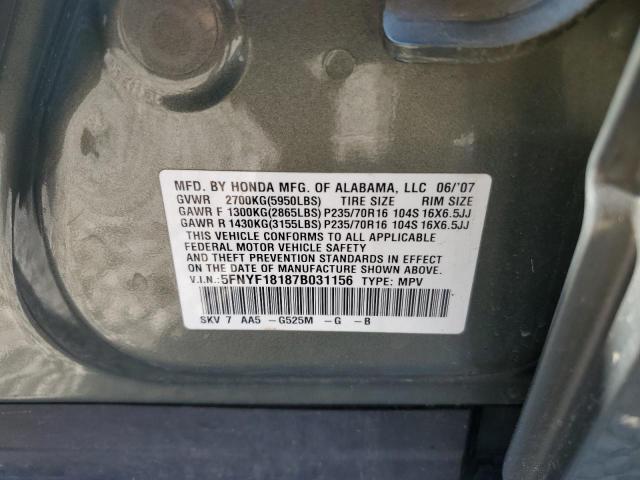 MFD. BY HONDA MFG. OF ALABAMA, LLC 06/'07
GVWR 2700KG(5950LBS) TIRE SIZE RIM SIZE
GAWR F 1300KG(2865LBS) P235/70R16 104S 16X6.5JJ
GAWR R 1430KG(3155LBS) P235/70R16 104S 16X6.5JJ
THIS VEHICLE CONFORMS TO ALL APPLICABLE
FEDERAL MOTOR VEHICLE SAFETY
AND THEFT PREVENTION STANDARDS IN EFFECT
ON THE DATE OF MANUFACTURE SHOWN ABOVE.
V.I.N.: 5FNYF18187B031156 TYPE: MPV
SKV 7 AA5 -G525M -G -B